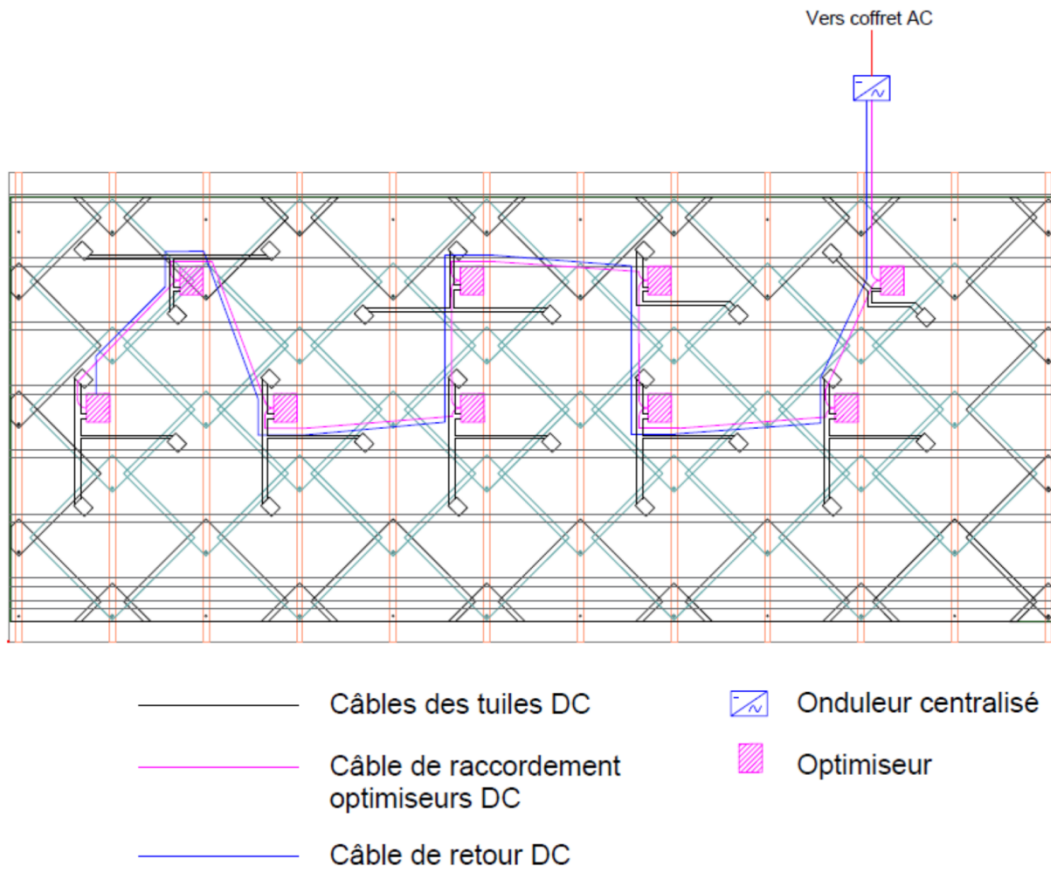 Vers coffret AC
Câbles des tuiles DC
Onduleur centralisé
Câble de raccordement
optimiseurs DC
Optimiseur
Câble de retour DC